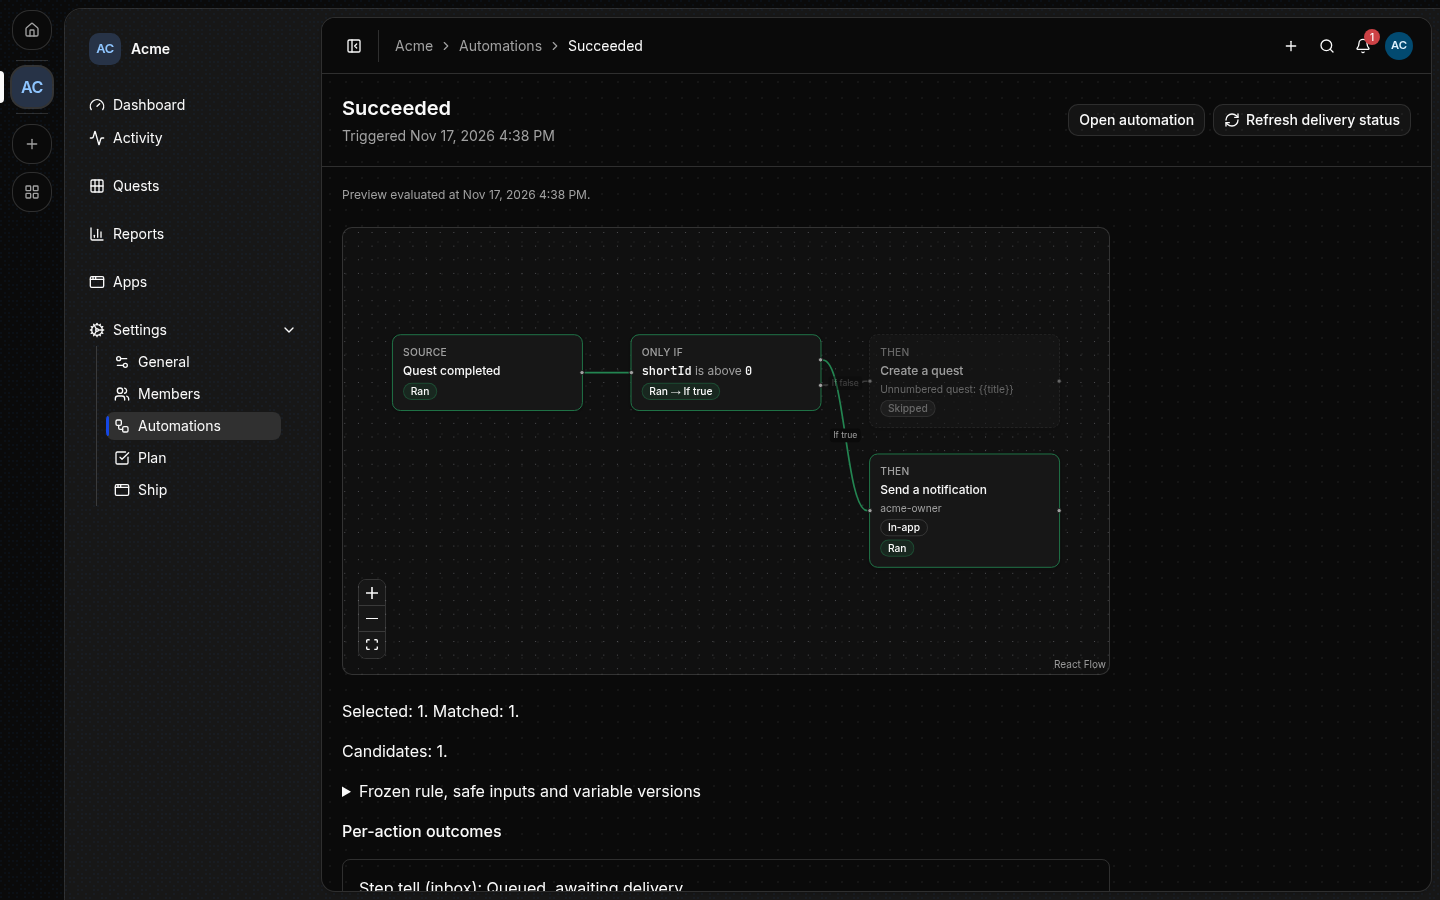 AC
Acme
AC
Dashboard
Activity
Quests
Reports
Apps
Settings
General
Members
Automations
Plan
Ship
Acme
Automations
Succeeded
1
AC
Succeeded
Triggered Nov 17, 2026 4:38 PM
Open automation
Refresh delivery status
Preview evaluated at Nov 17, 2026 4:38 PM.
SOURCE
Quest completed
Ran
ONLY IF
shortId is above 0
Ran → If true
If false
If true
THEN
Create a quest
Unnumbered quest: {{title}}
Skipped
THEN
Send a notification
acme-owner
In-app
Ran
React Flow
Selected: 1. Matched: 1.
Candidates: 1.
Frozen rule, safe inputs and variable versions
Per-action outcomes
Step tell (inbox): Queued, awaiting delivery